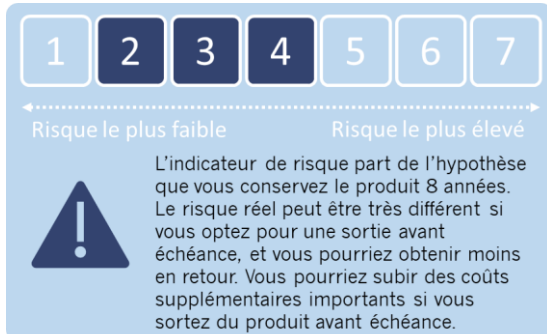 1 2 3 4 5 6 7
Risque le plus faible Risque le plus élevé
L’indicateur de risque part de l’hypothèse
que vous conservez le produit 8 années.
Le risque réel peut être très différent si
vous optez pour une sortie avant
échéance, et vous pourriez obtenir moins
en retour. Vous pourriez subir des coûts
supplémentaires importants si vous
sortez du produit avant échéance.